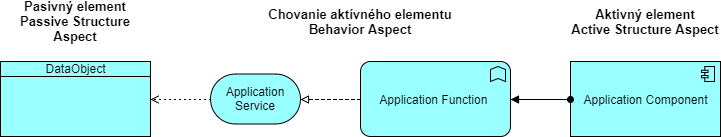 Pasívný element
Passive Structure
Aspect
Chovanie aktívného elementu
Behavior Aspect
Aktivný element
Active Structure Aspect
DataObject
Application
Service
Application Function
Application Component